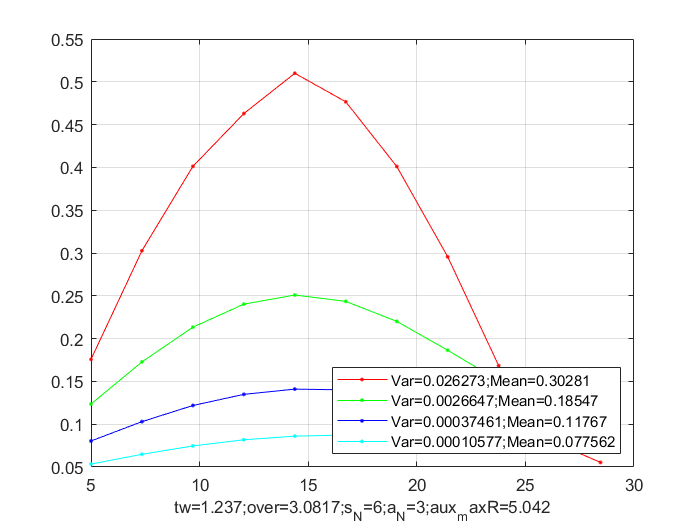 0.55
0.5
0.45
0.4
0.35
0.3
0.25
0.2
0.15
0.1
0.05
Var=0.026273;Mean=0.30281
Var=0.0026647;Mean=0.18547
Var=0.00037461;Mean=0.11767
Var=0.00010577;Mean=0.077562
5 10 15 20 25 30
tw=1.237;over=3.0817;s_N=6;a_N=3;aux_maxR=5.042